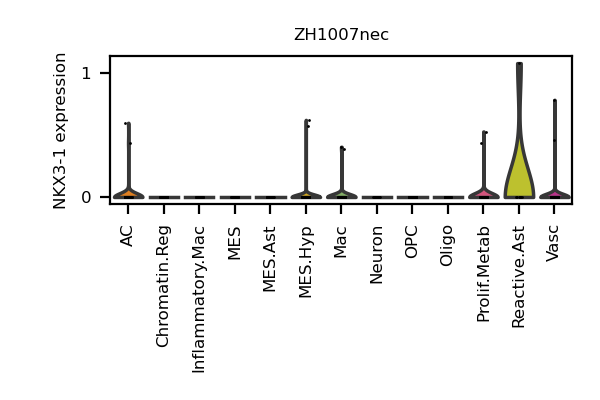 ZH1007nec
NKX3-1 expression
1
0
AC
Chromatin.Reg
Inflammatory.Mac
MES
MES.Ast
MES.Hyp
Mac
Neuron
OPC
Oligo
Prolif.Metab
Reactive.Ast
Vasc